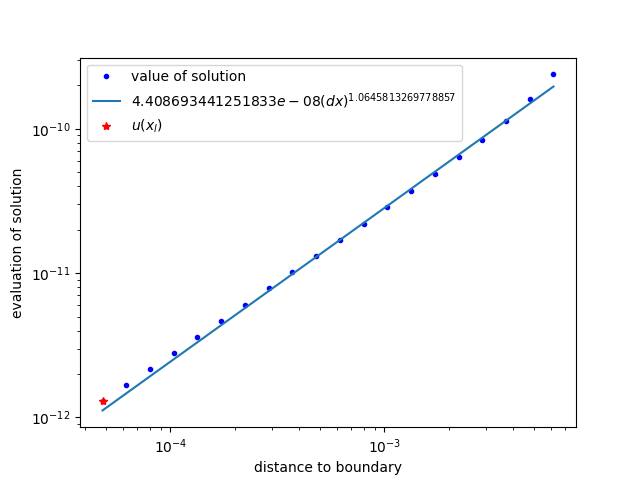 value of solution
4.408693441251833e − 08(dx)^1.0645813269778857
u(x_l)
10^−10
10^−11
10^−12
evaluation of solution
10^−4
10^−3
distance to boundary